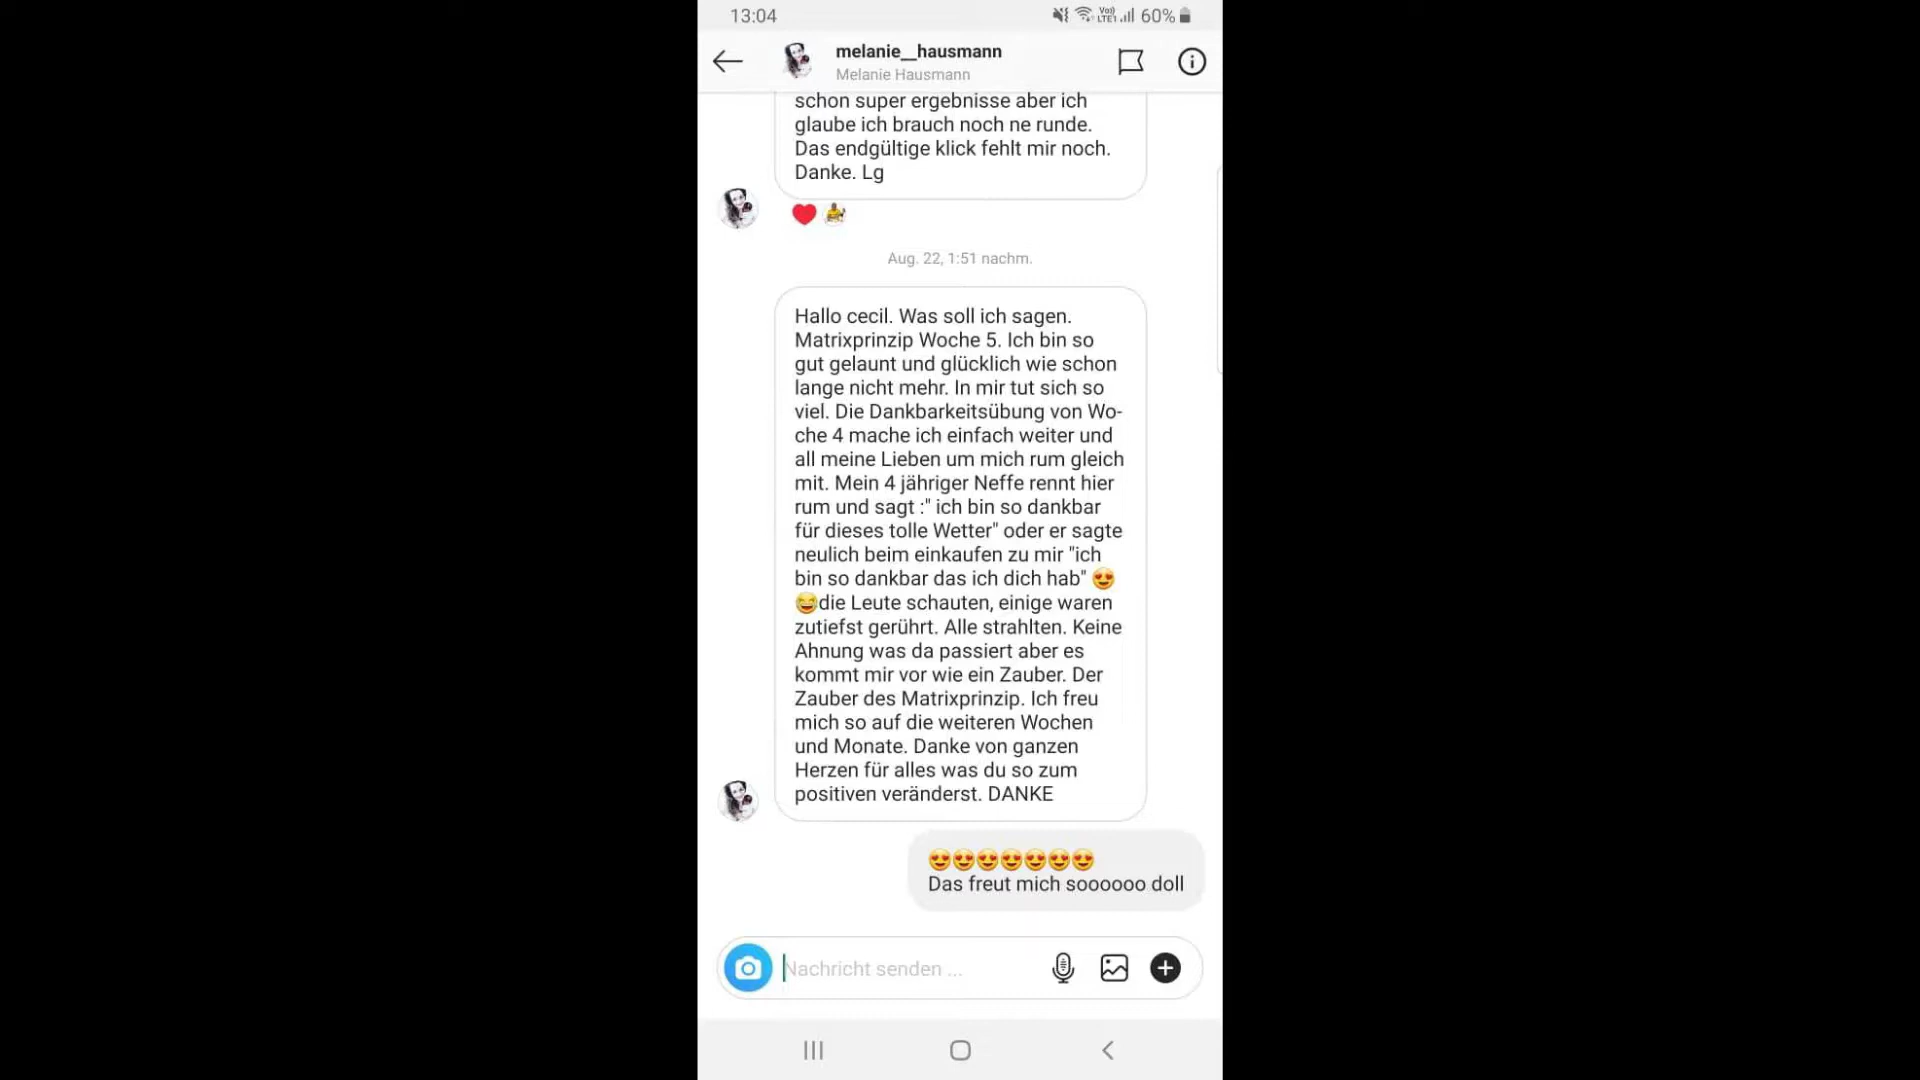 13:04
60%
melanie__hausmann
Melanie Hausmann
schon super ergebnisse aber ich
glaube ich brauch noch ne runde.
Das endgültige klick fehlt mir noch.
Danke. Lg
❤️
Aug. 22, 1:51 nachm.
Hallo cecil. Was soll ich sagen.
Matrixprinzip Woche 5. Ich bin so
gut gelaunt und glücklich wie schon
lange nicht mehr. In mir tut sich so
viel. Die Dankbarkeitsübung von Wo-
che 4 mache ich einfach weiter und
all meine Lieben um mich rum gleich
mit. Mein 4 jähriger Neffe rennt hier
rum und sagt :" ich bin so dankbar
für dieses tolle Wetter" oder er sagte
neulich beim einkaufen zu mir "ich
bin so dankbar das ich dich hab" 😍
😂die Leute schauten, einige waren
zutiefst gerührt. Alle strahlten. Keine
Ahnung was da passiert aber es
kommt mir vor wie ein Zauber. Der
Zauber des Matrixprinzip. Ich freu
mich so auf die weiteren Wochen
und Monate. Danke von ganzen
Herzen für alles was du so zum
positiven veränderst. DANKE
😍😍😍😍😍😍😍
Das freut mich soooooo doll
Nachricht senden ...